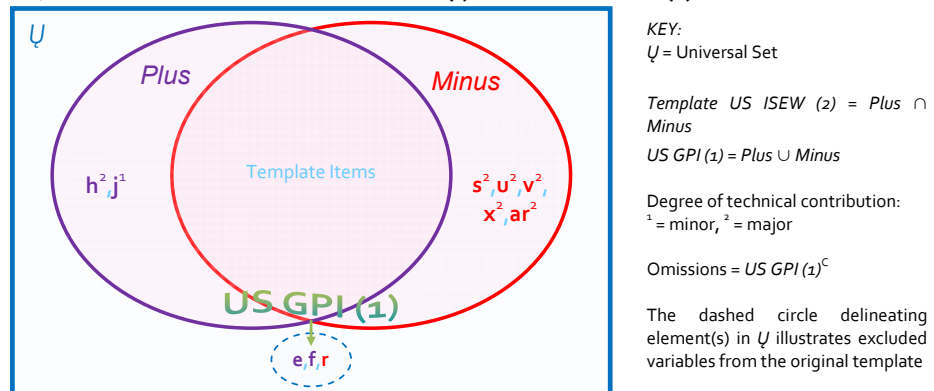 Ų
Plus
Minus
Template Items
h²,j¹
s²,u²,v²,
x²,ar²
US GPI (1)
e,f,r
KEY:
Ų = Universal Set
Template US ISEW (2) = Plus ∩
Minus
US GPI (1) = Plus ∪ Minus
Degree of technical contribution:
¹ = minor, ² = major
Omissions = US GPI (1)ᶜ
The dashed circle delineating
element(s) in Ų illustrates excluded
variables from the original template